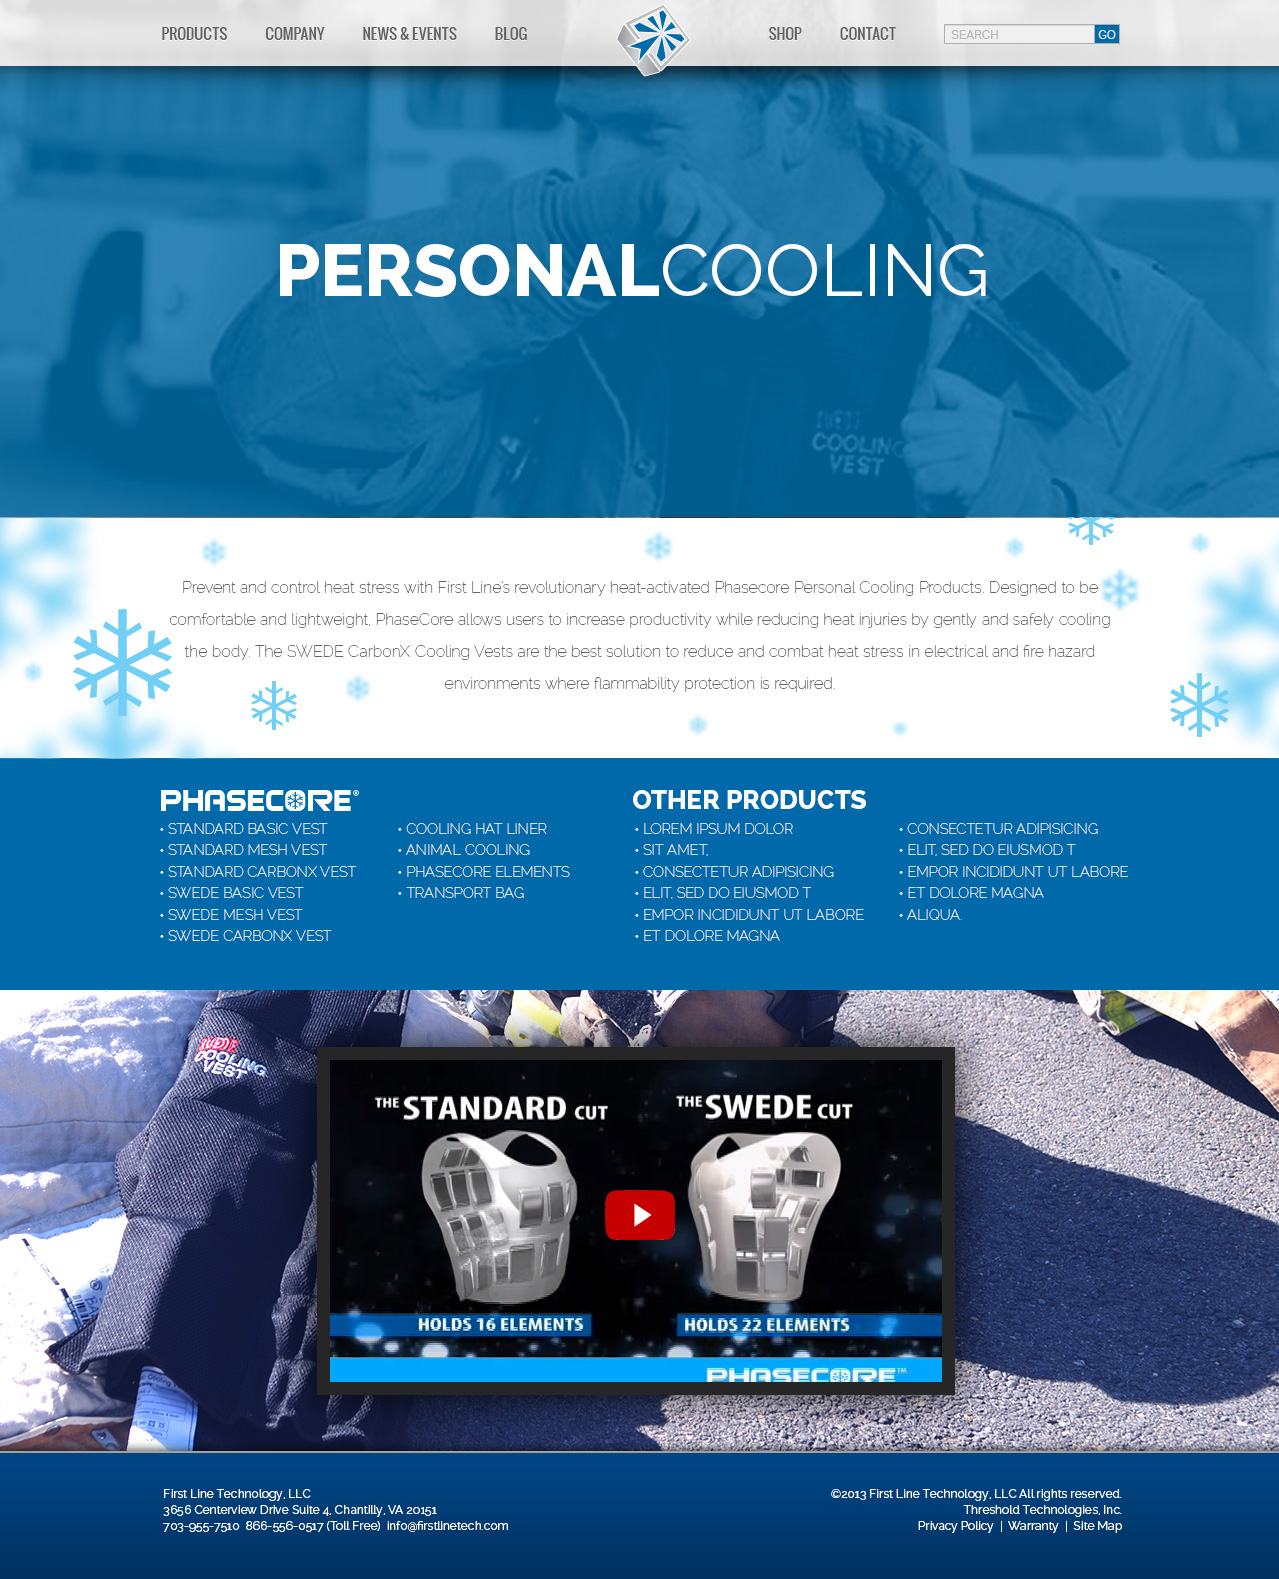 PRODUCTS COMPANY NEWS & EVENTS BLOG SHOP CONTACT SEARCH GO
PERSONALCOOLING
SWEDE
COOLING
VEST
Prevent and control heat stress with First Line's revolutionary heat-activated Phasecore Personal Cooling Products. Designed to be
comfortable and lightweight, PhaseCore allows users to increase productivity while reducing heat injuries by gently and safely cooling
the body. The SWEDE CarbonX Cooling Vests are the best solution to reduce and combat heat stress in electrical and fire hazard
environments where flammability protection is required.
PHASECORE®
• STANDARD BASIC VEST
• STANDARD MESH VEST
• STANDARD CARBONX VEST
• SWEDE BASIC VEST
• SWEDE MESH VEST
• SWEDE CARBONX VEST
• COOLING HAT LINER
• ANIMAL COOLING
• PHASECORE ELEMENTS
• TRANSPORT BAG
OTHER PRODUCTS
• LOREM IPSUM DOLOR
• SIT AMET,
• CONSECTETUR ADIPISICING
• ELIT, SED DO EIUSMOD T
• EMPOR INCIDIDUNT UT LABORE
• ET DOLORE MAGNA
• CONSECTETUR ADIPISICING
• ELIT, SED DO EIUSMOD T
• EMPOR INCIDIDUNT UT LABORE
• ET DOLORE MAGNA
• ALIQUA.
SWEDE
COOLING
VEST
THE STANDARD CUT
THE SWEDE CUT
HOLDS 16 ELEMENTS
HOLDS 22 ELEMENTS
PHASECORE™
First Line Technology, LLC
3656 Centerview Drive Suite 4, Chantilly, VA 20151
703-955-7510 866-556-0517 (Toll Free) info@firstlinetech.com
©2013 First Line Technology, LLC All rights reserved.
Threshold Technologies, Inc.
Privacy Policy | Warranty | Site Map